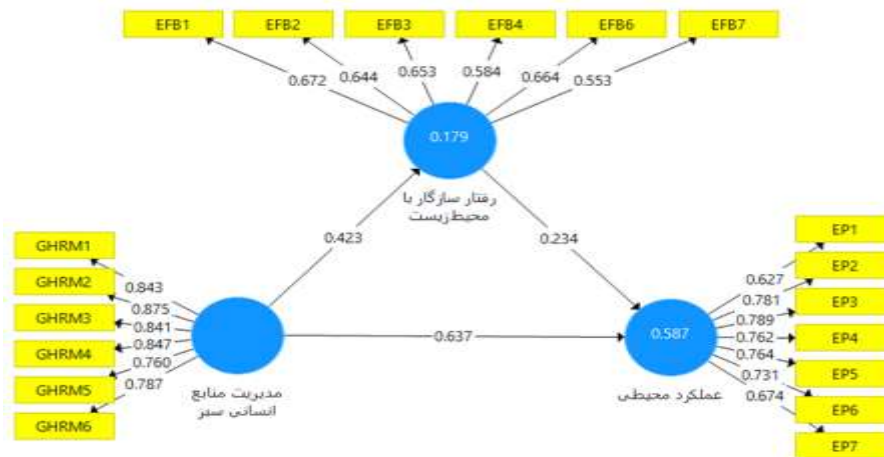 EFB1 EFB2 EFB3 EFB4 EFB6 EFB7
0.672 0.644 0.653 0.584 0.664 0.553
0.179
رفتار سازگار با
محیط‌زیست
0.423
0.234
GHRM1
GHRM2
GHRM3
GHRM4
GHRM5
GHRM6
0.843
0.875
0.841
0.847
0.760
0.787
مدیریت منابع
انسانی سبز
0.637
0.587
عملکرد محیطی
0.627
0.781
0.789
0.762
0.764
0.731
0.674
EP1
EP2
EP3
EP4
EP5
EP6
EP7